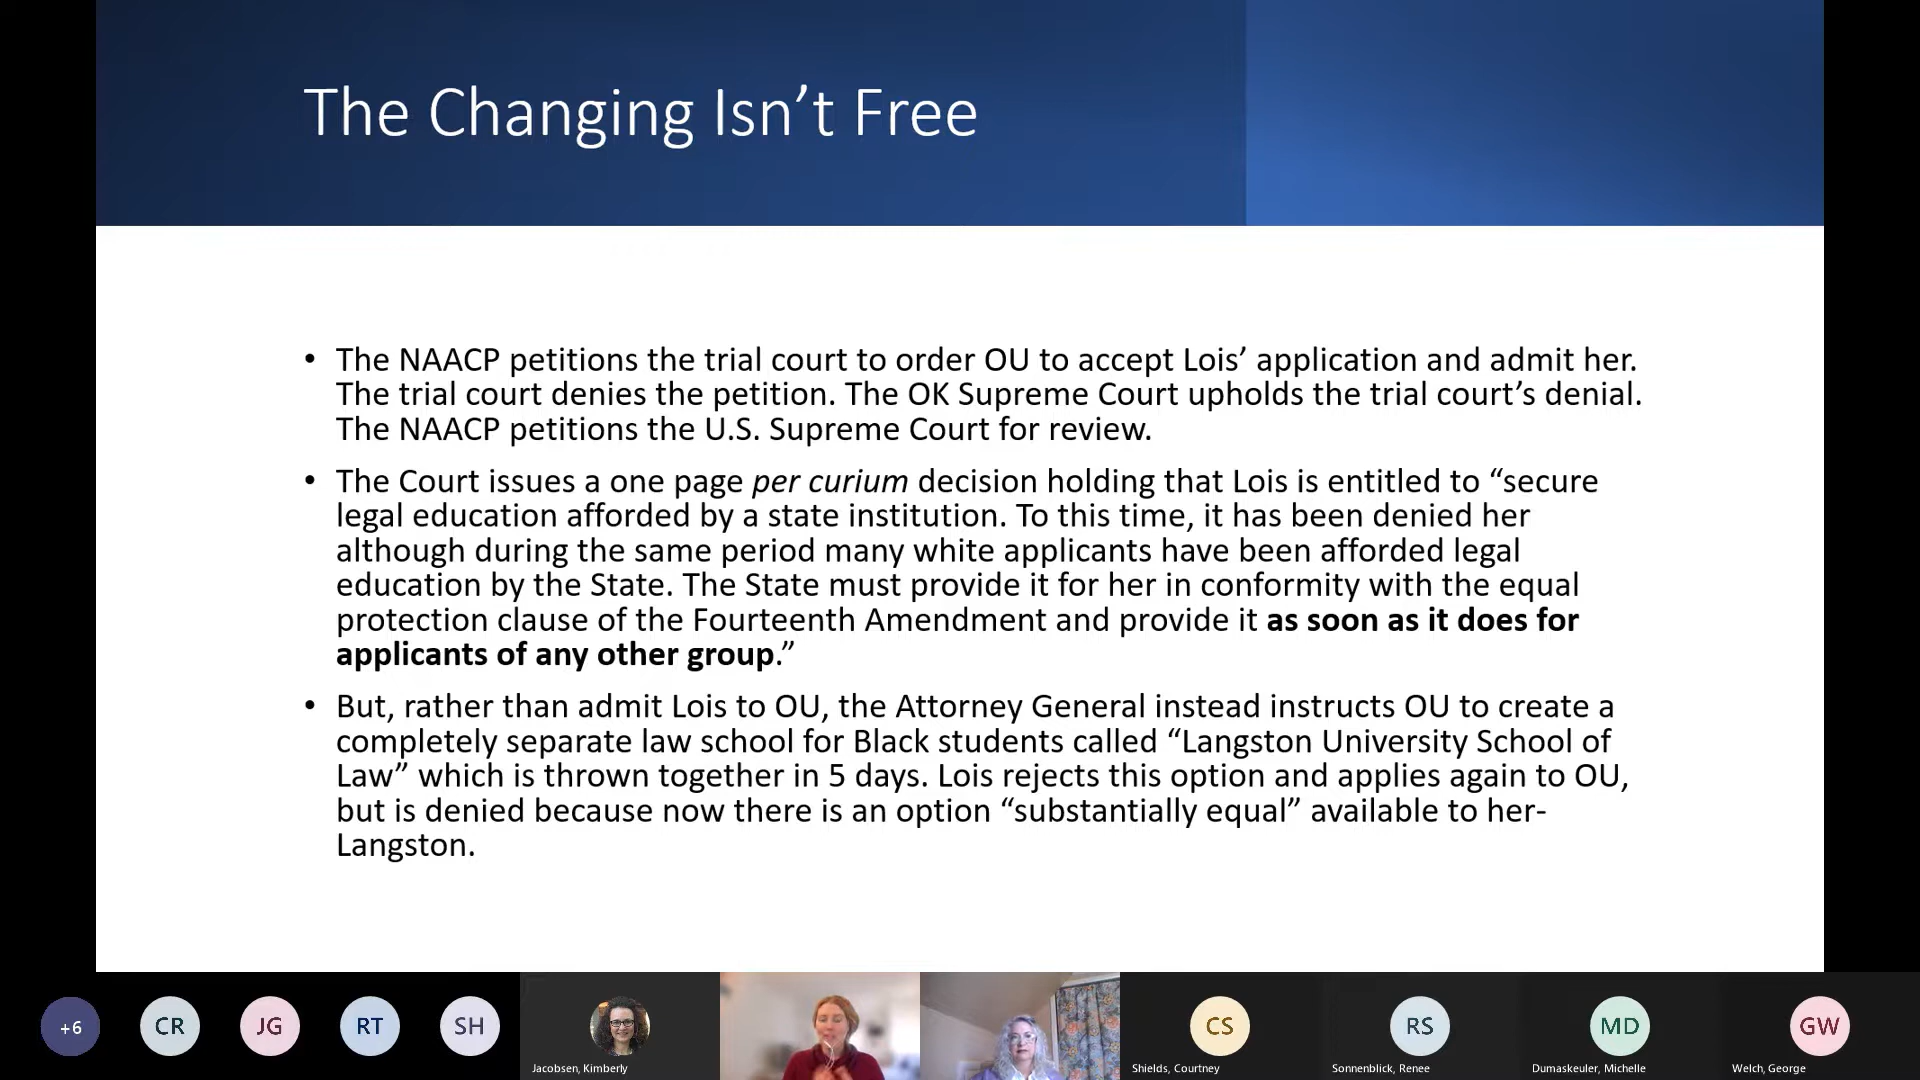 The Changing Isn’t Free
• The NAACP petitions the trial court to order OU to accept Lois’ application and admit her.
The trial court denies the petition. The OK Supreme Court upholds the trial court’s denial.
The NAACP petitions the U.S. Supreme Court for review.
• The Court issues a one page per curium decision holding that Lois is entitled to “secure
legal education afforded by a state institution. To this time, it has been denied her
although during the same period many white applicants have been afforded legal
education by the State. The State must provide it for her in conformity with the equal
protection clause of the Fourteenth Amendment and provide it as soon as it does for
applicants of any other group.”
• But, rather than admit Lois to OU, the Attorney General instead instructs OU to create a
completely separate law school for Black students called “Langston University School of
Law” which is thrown together in 5 days. Lois rejects this option and applies again to OU,
but is denied because now there is an option “substantially equal” available to her-
Langston.
+6 CR JG RT SH CS RS MD GW
Jacobsen, Kimberly Shields, Courtney Sonnenblick, Renee Dumaskeuler, Michelle Welch, George